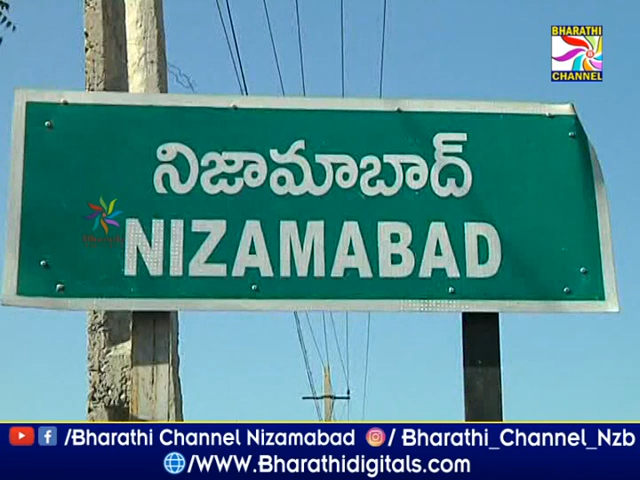 BHARATHI
CHANNEL
నిజామాబాద్
NIZAMABAD
/Bharathi Channel Nizamabad / Bharathi_Channel_Nzb
/WWW.Bharathidigitals.com